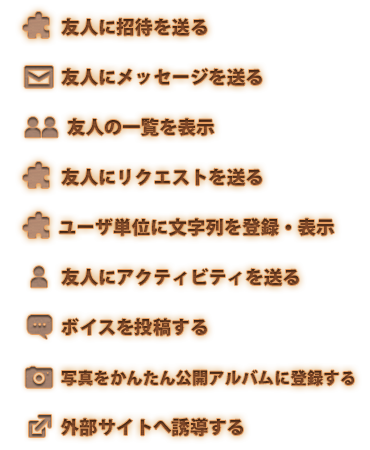 友人に招待を送る
友人にメッセージを送る
友人の一覧を表示
友人にリクエストを送る
ユーザ単位に文字列を登録・表示
友人にアクティビティを送る
ボイスを投稿する
写真をかんたん公開アルバムに登録する
外部サイトへ誘導する